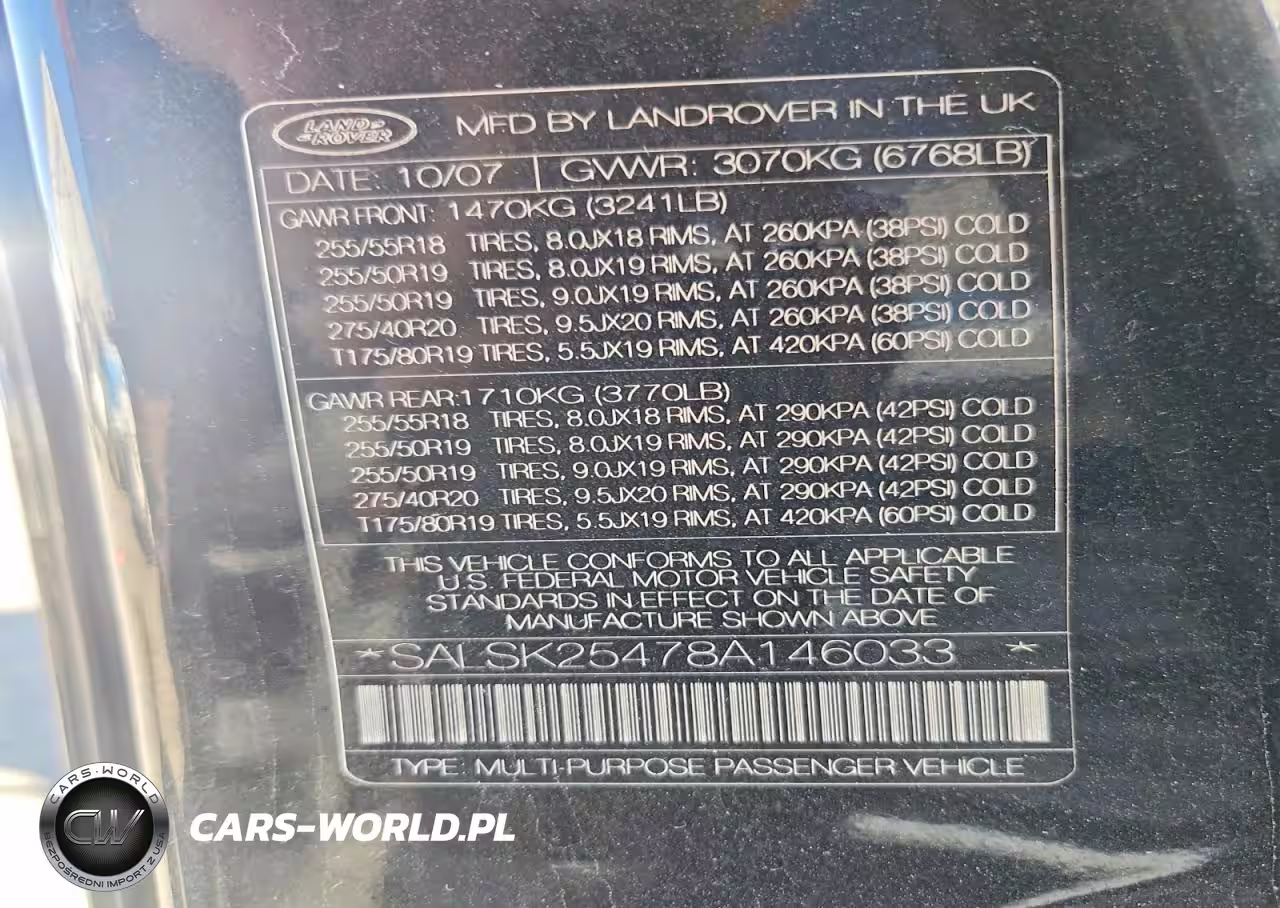 LAND
ROVER
MFD BY LANDROVER IN THE UK
DATE: 10/07 GVWR: 3070KG (6768LB)
GAWR FRONT: 1470KG (3241LB)
255/55R18 TIRES, 8.0JX18 RIMS, AT 260KPA (38PSI) COLD
255/50R19 TIRES, 8.0JX19 RIMS, AT 260KPA (38PSI) COLD
255/50R19 TIRES, 9.0JX19 RIMS, AT 260KPA (38PSI) COLD
275/40R20 TIRES, 9.5JX20 RIMS, AT 260KPA (38PSI) COLD
T175/80R19 TIRES, 5.5JX19 RIMS, AT 420KPA (60PSI) COLD
GAWR REAR: 1710KG (3770LB)
255/55R18 TIRES, 8.0JX18 RIMS, AT 290KPA (42PSI) COLD
255/50R19 TIRES, 8.0JX19 RIMS, AT 290KPA (42PSI) COLD
255/50R19 TIRES, 9.0JX19 RIMS, AT 290KPA (42PSI) COLD
275/40R20 TIRES, 9.5JX20 RIMS, AT 290KPA (42PSI) COLD
T175/80R19 TIRES, 5.5JX19 RIMS, AT 420KPA (60PSI) COLD
THIS VEHICLE CONFORMS TO ALL APPLICABLE
U.S. FEDERAL MOTOR VEHICLE SAFETY
STANDARDS IN EFFECT ON THE DATE OF
MANUFACTURE SHOWN ABOVE
*SALSK25478A146033 *
TYPE: MULTI-PURPOSE PASSENGER VEHICLE
CARS-WORLD
CW
BEZPOŚREDNI IMPORT Z USA
CARS-WORLD.PL